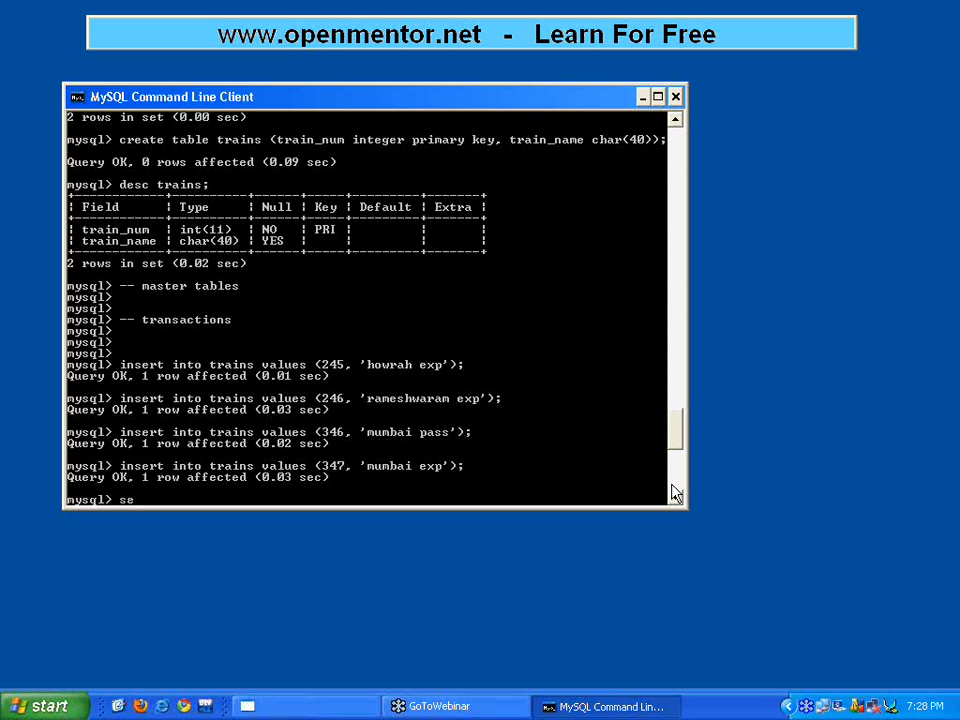 www.openmentor.net - Learn For Free
MySQL Command Line Client
2 rows in set (0.00 sec)
mysql> create table trains (train_num integer primary key, train_name char(40));
Query OK, 0 rows affected (0.09 sec)
mysql> desc trains;
+------------+----------+------+-----+---------+-------+
| Field      | Type     | Null | Key | Default | Extra |
+------------+----------+------+-----+---------+-------+
| train_num  | int(11)  | NO   | PRI |         |       |
| train_name | char(40) | YES  |     |         |       |
+------------+----------+------+-----+---------+-------+
2 rows in set (0.02 sec)
mysql> -- master tables
mysql>
mysql>
mysql> -- transactions
mysql>
mysql>
mysql>
mysql> insert into trains values (245, 'howrah exp');
Query OK, 1 row affected (0.01 sec)
mysql> insert into trains values (246, 'rameshwaram exp');
Query OK, 1 row affected (0.03 sec)
mysql> insert into trains values (346, 'mumbai pass');
Query OK, 1 row affected (0.02 sec)
mysql> insert into trains values (347, 'mumbai exp');
Query OK, 1 row affected (0.03 sec)
mysql> se
start
GoToWebinar
MySQL Command Lin...
7:28 PM